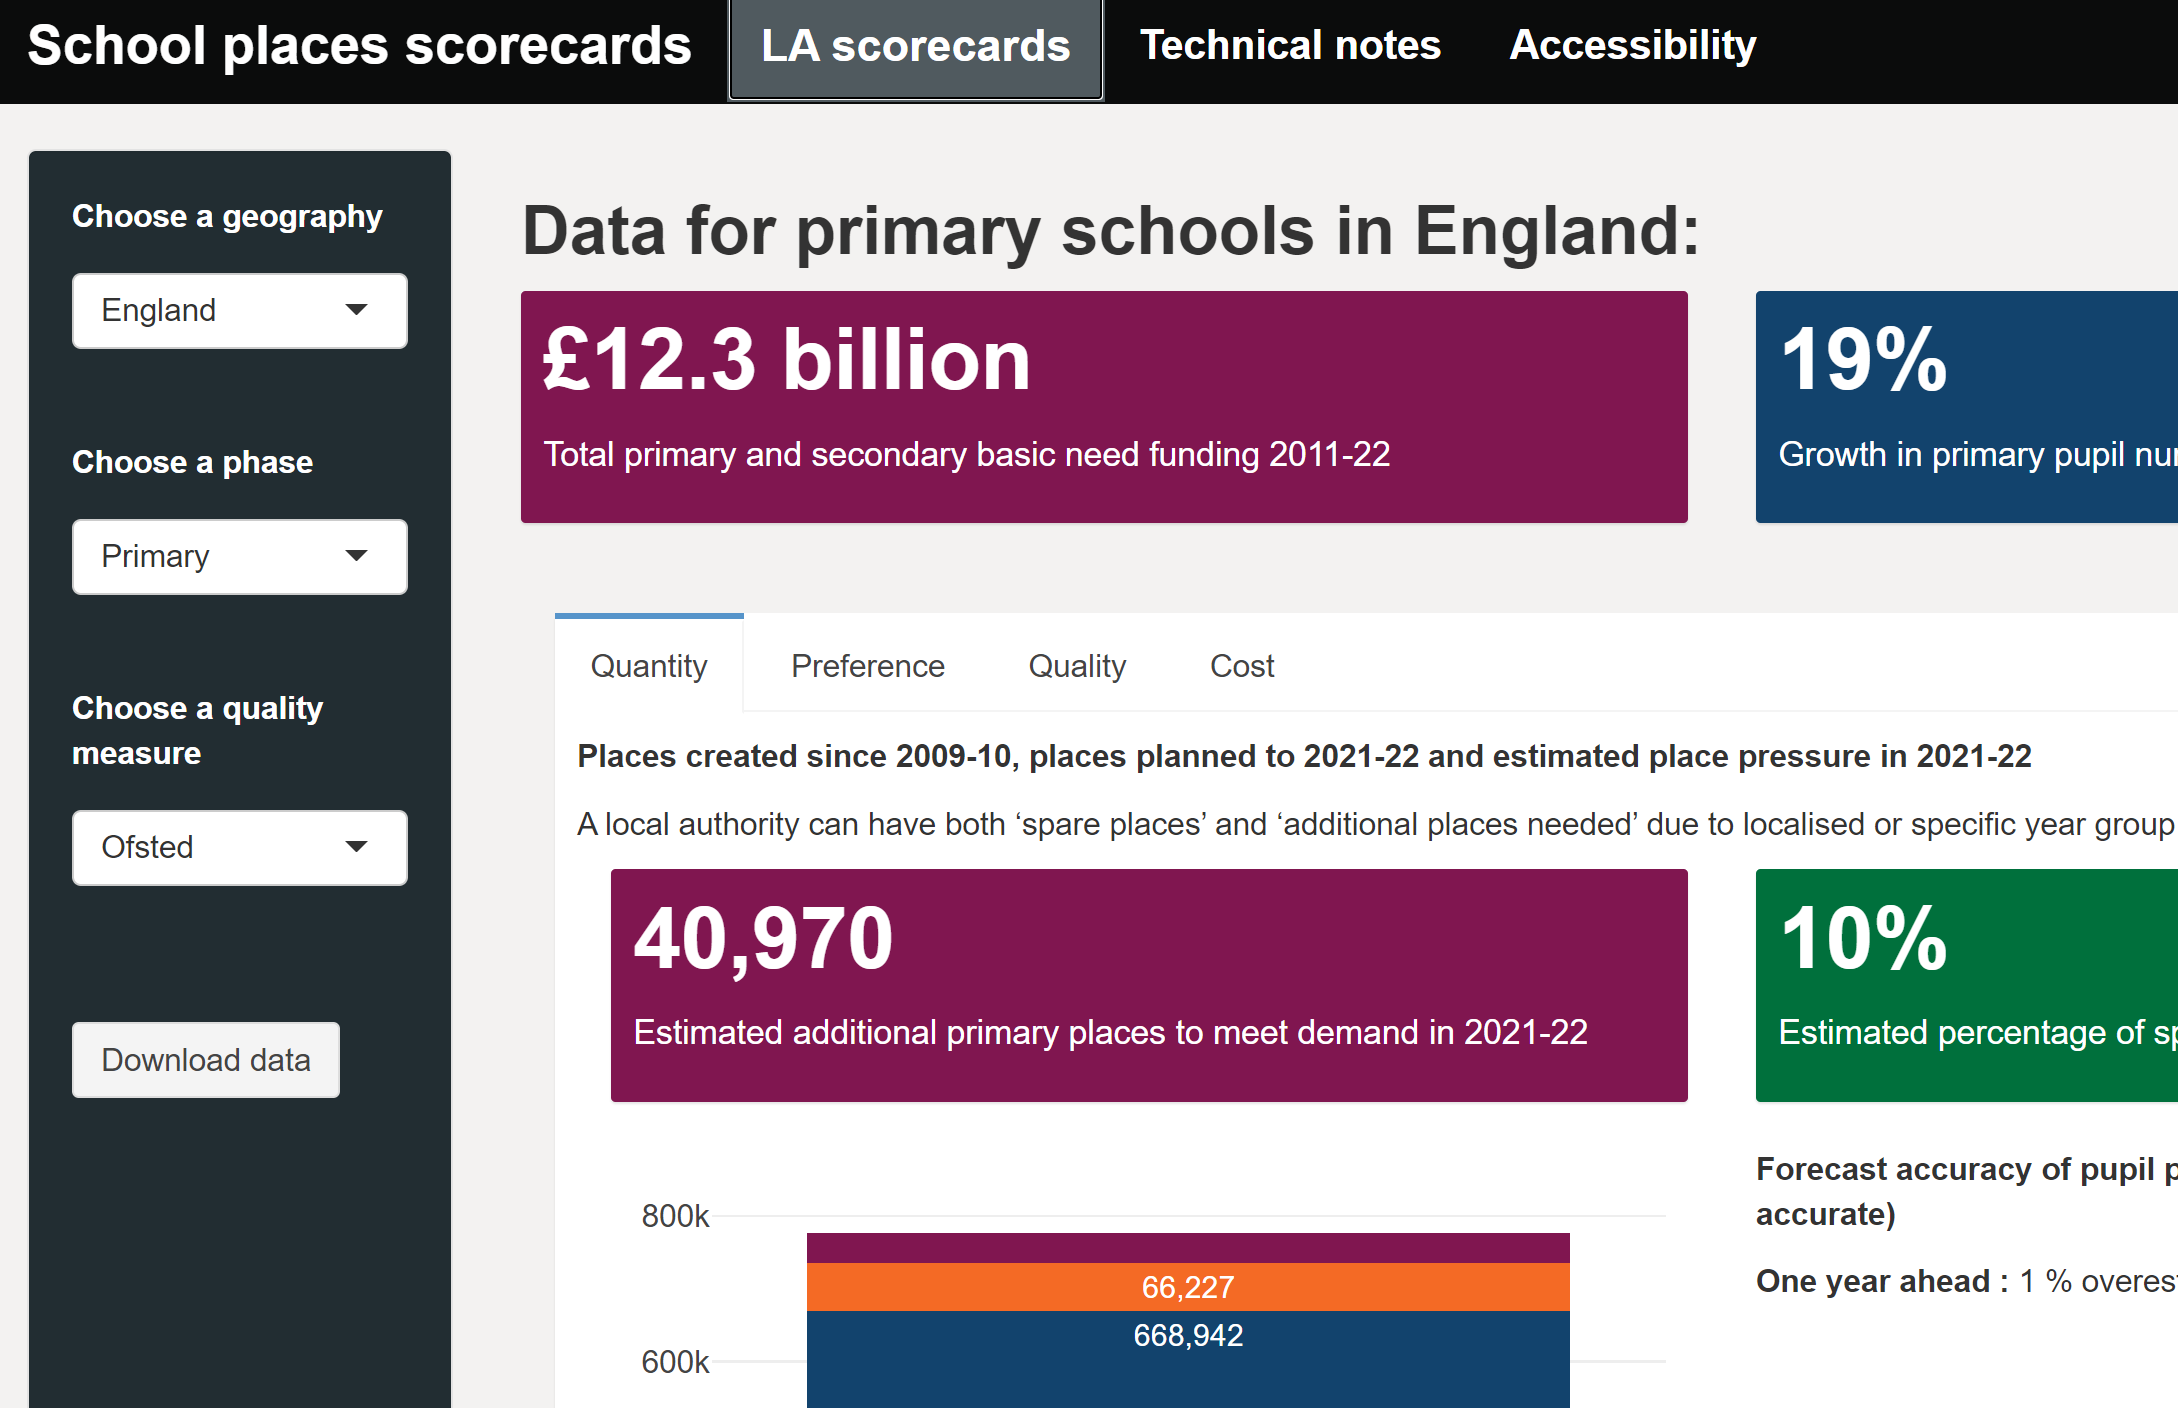 School places scorecards LA scorecards Technical notes Accessibility
Choose a geography
England
Choose a phase
Primary
Choose a quality
measure
Ofsted
Download data
Data for primary schools in England:
£12.3 billion
Total primary and secondary basic need funding 2011-22
19%
Growth in primary pupil
Quantity Preference Quality Cost
Places created since 2009-10, places planned to 2021-22 and estimated place pressure in 2021-22
A local authority can have both ‘spare places’ and ‘additional places needed’ due to localised or specific year group
40,970
Estimated additional primary places to meet demand in 2021-22
10%
Estimated percentage of
800k
66,227
668,942
600k
Forecast accuracy of pupil
accurate)
One year ahead : 1 %